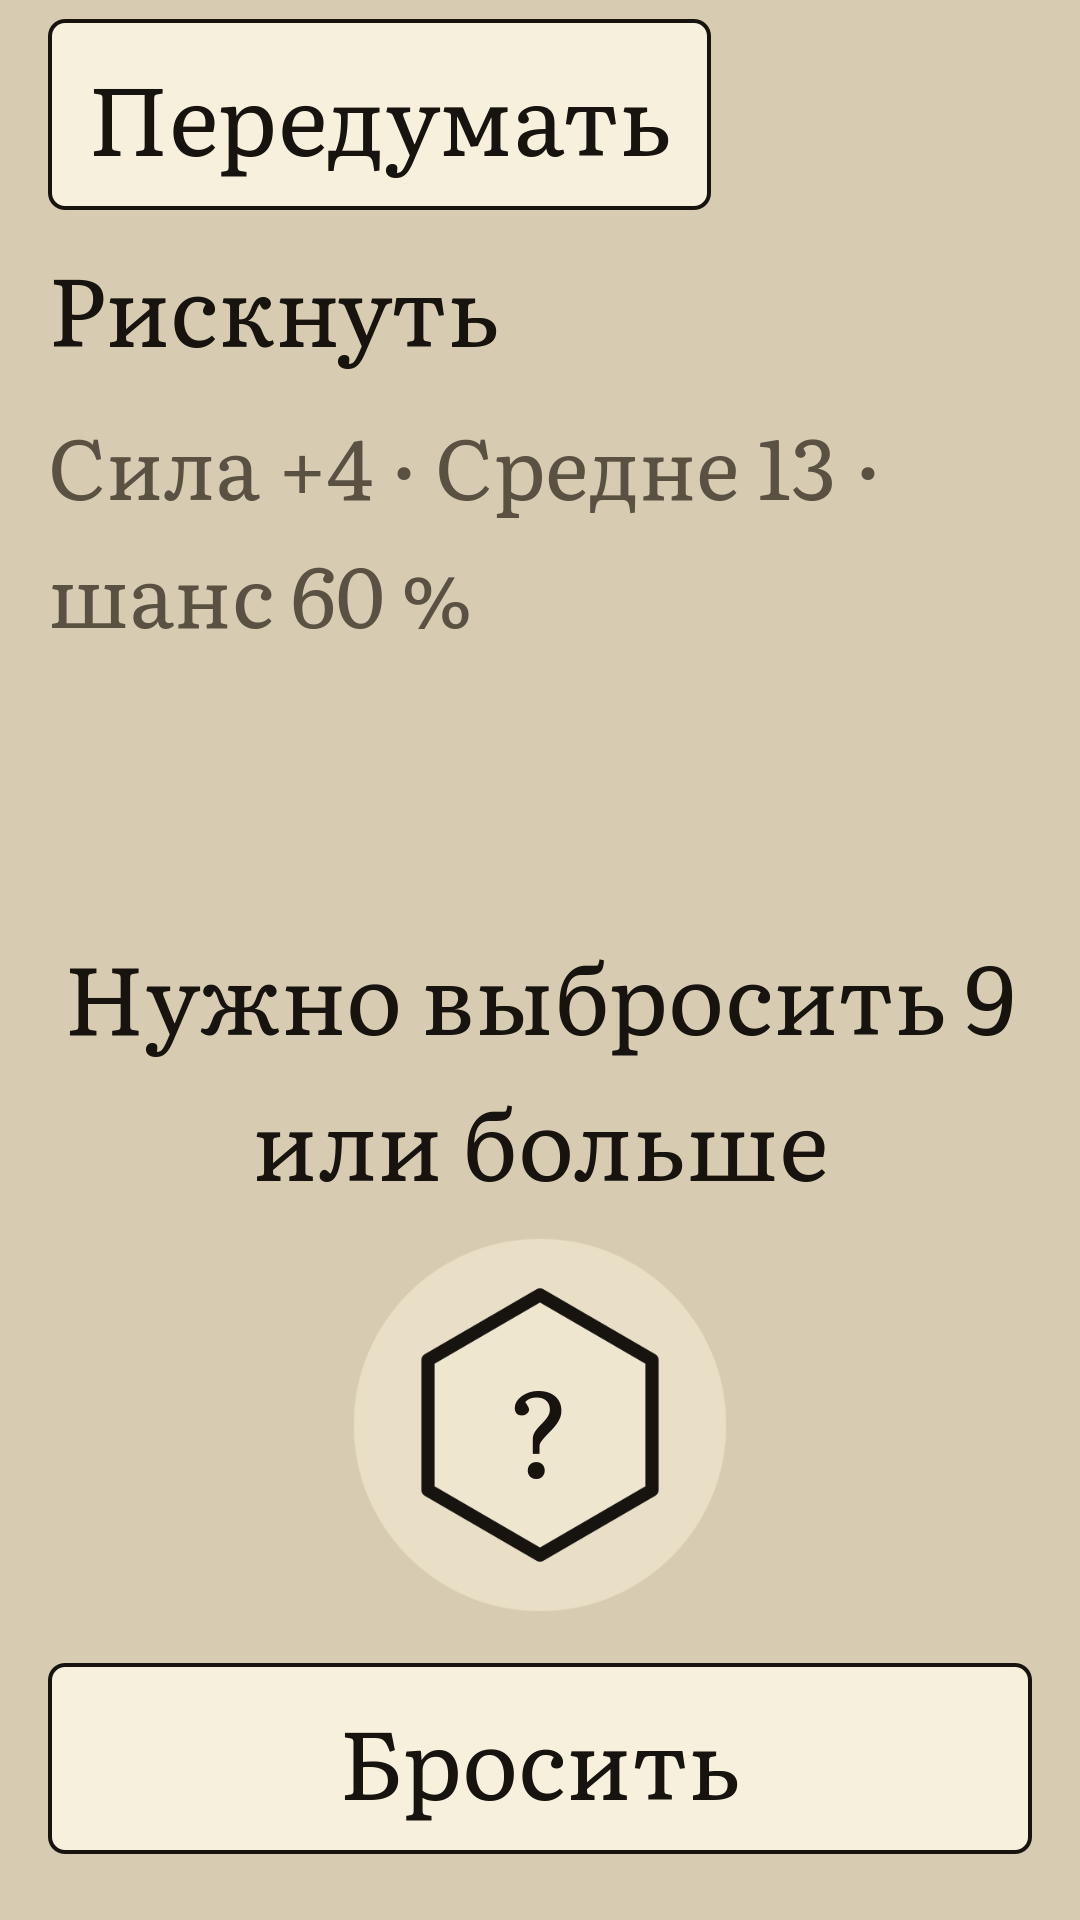 Передумать
Рискнуть
Сила +4 · Средне 13 ·
шанс 60 %
Нужно выбросить 9
или больше
?
Бросить